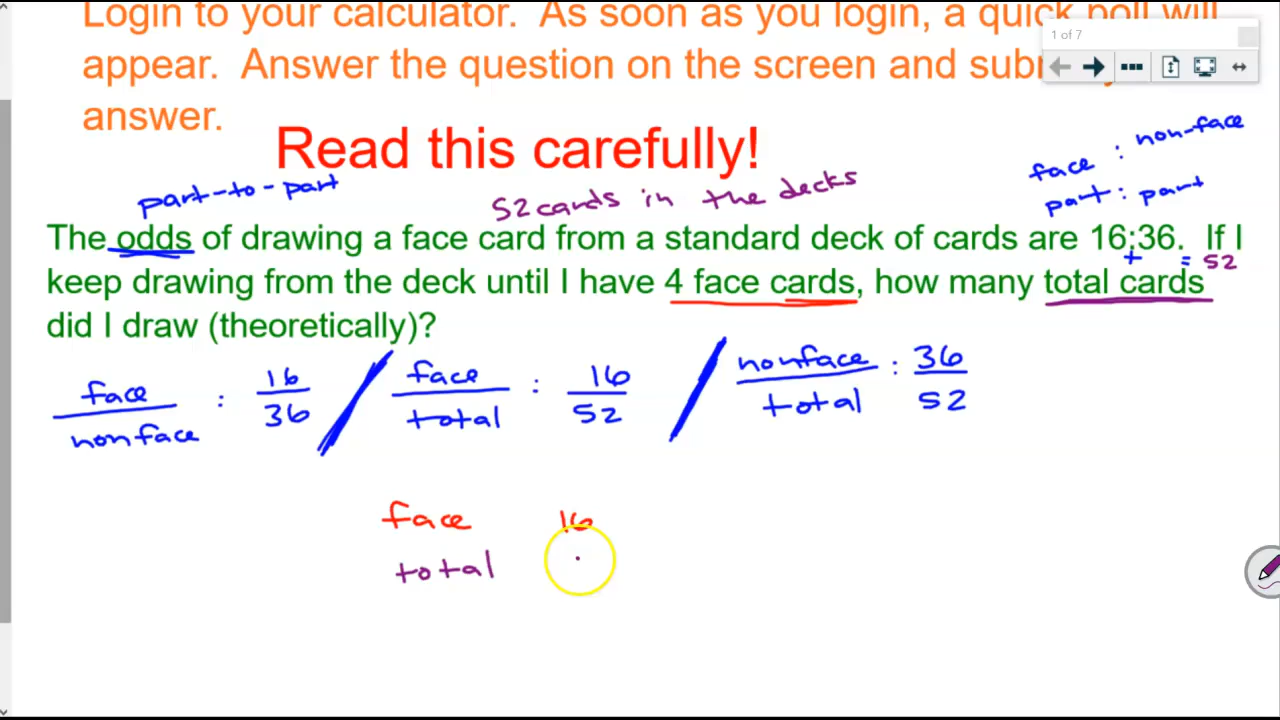 Login to your calculator. As soon as you login, a quick poll will
1 of 7
appear. Answer the question on the screen and
answer.
Read this carefully!
face : non-face
part : part
part-to-part
52 cards in the decks
The odds of drawing a face card from a standard deck of cards are 16:36. If I
+ = 52
keep drawing from the deck until I have 4 face cards, how many total cards
did I draw (theoretically)?
face / nonface : 16/36 / face / total : 16/52 / nonface / total : 36/52
face 16
total